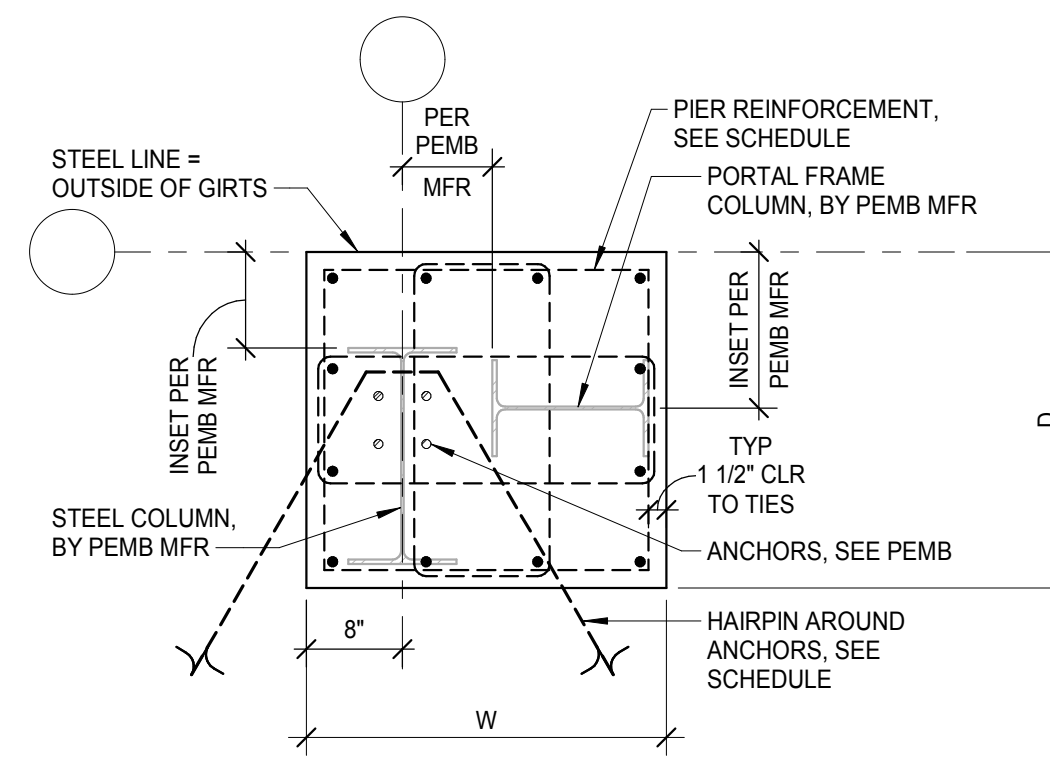 PER
PEMB
MFR
PIER REINFORCEMENT,
SEE SCHEDULE
STEEL LINE =
OUTSIDE OF GIRTS
PORTAL FRAME
COLUMN, BY PEMB MFR
INSET PER
PEMB MFR
INSET PER
PEMB MFR
D
TYP
1 1/2" CLR
TO TIES
STEEL COLUMN,
BY PEMB MFR
ANCHORS, SEE PEMB
8"
HAIRPIN AROUND
ANCHORS, SEE
SCHEDULE
W